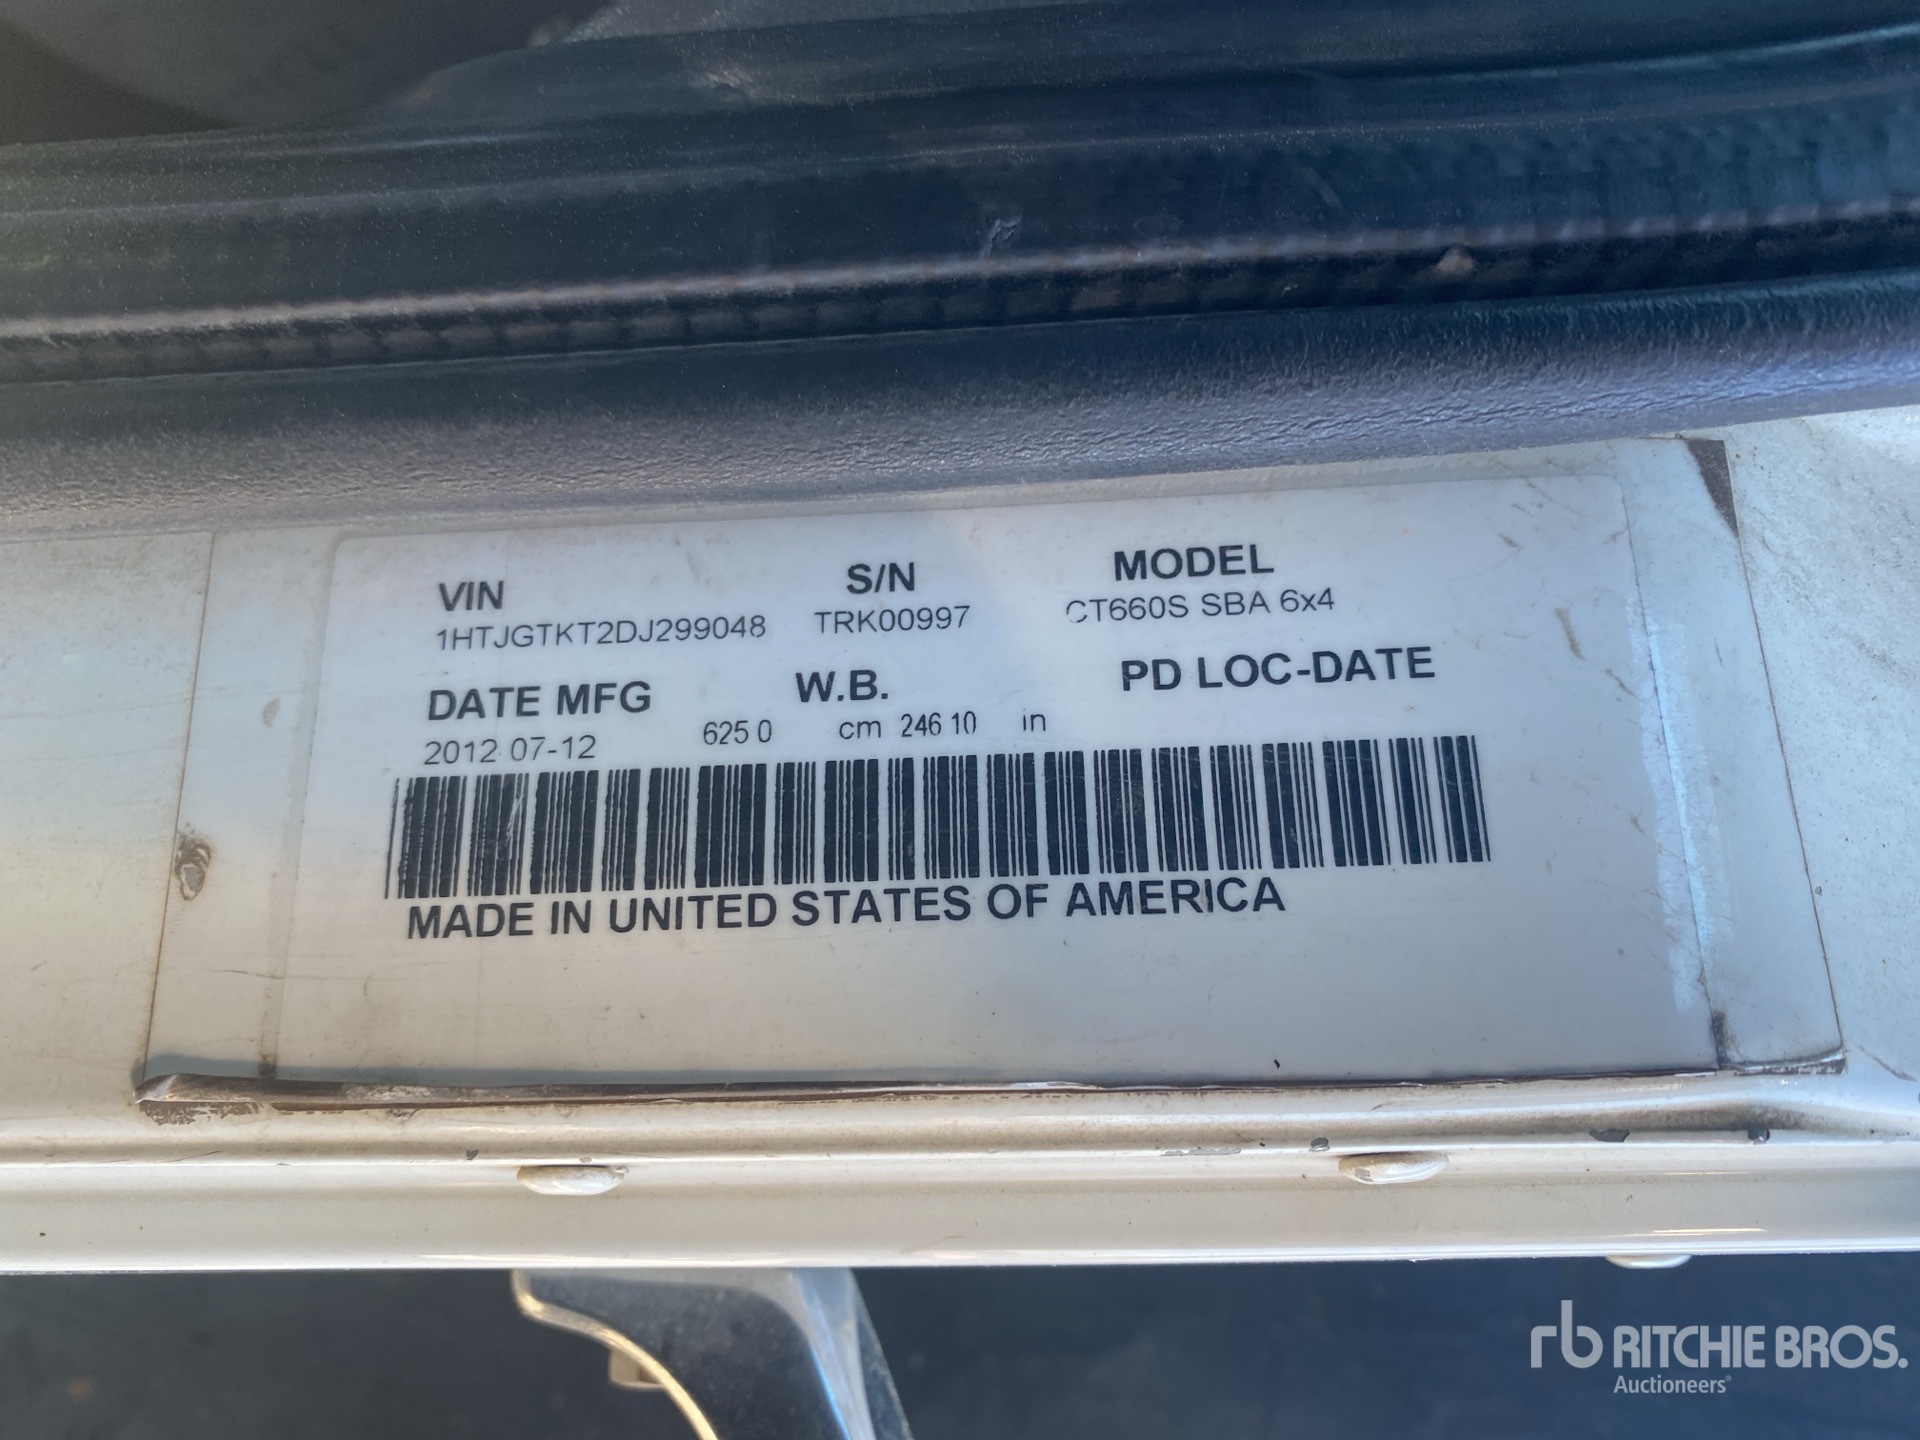 VIN S/N MODEL
1HTJGTKT2DJ299048 TRK00997 CT660S SBA 6x4
DATE MFG W.B. PD LOC-DATE
2012 07-12 625 0 cm 246 10 in
MADE IN UNITED STATES OF AMERICA
rb RITCHIE BROS.
Auctioneers